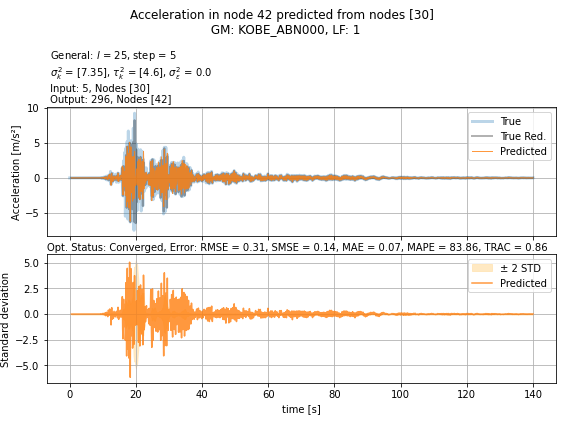 Acceleration in node 42 predicted from nodes [30]
GM: KOBE_ABN000, LF: 1
General: l = 25, step = 5
σ²ₖ = [7.35], τ²ₖ = [4.6], σ²ε = 0.0
Input: 5, Nodes [30]
Output: 296, Nodes [42]
Acceleration [m/s²]
10
5
0
−5
True
True Red.
Predicted
Opt. Status: Converged, Error: RMSE = 0.31, SMSE = 0.14, MAE = 0.07, MAPE = 83.86, TRAC = 0.86
Standard deviation
5.0
2.5
0.0
−2.5
−5.0
± 2 STD
Predicted
0 20 40 60 80 100 120 140
time [s]